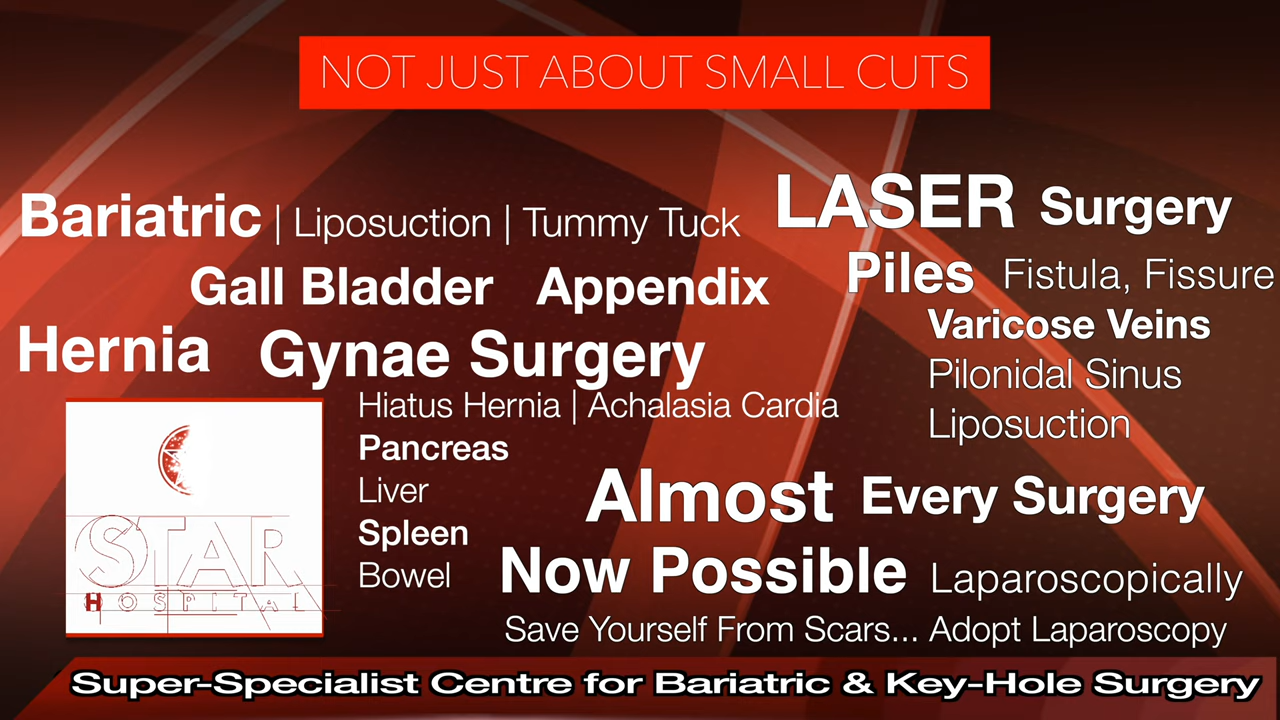 NOT JUST ABOUT SMALL CUTS
Bariatric | Liposuction | Tummy Tuck
Gall Bladder Appendix
Hernia Gynae Surgery
Hiatus Hernia | Achalasia Cardia
Pancreas
Liver
Spleen
Bowel
LASER Surgery
Piles Fistula, Fissure
Varicose Veins
Pilonidal Sinus
Liposuction
Almost Every Surgery
Now Possible Laparoscopically
Save Yourself From Scars... Adopt Laparoscopy
STAR
HOSPITAL
Super-Specialist Centre for Bariatric & Key-Hole Surgery